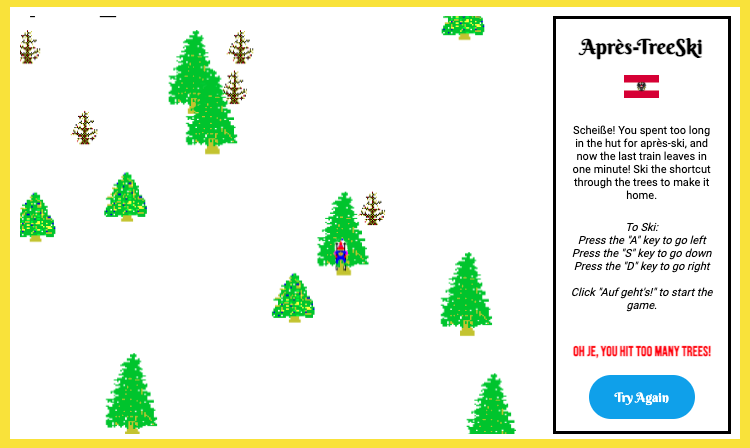 Après-TreeSki
Scheiße! You spent too long
in the hut for après-ski, and
now the last train leaves in
one minute! Ski the shortcut
through the trees to make it
home.
To Ski:
Press the "A" key to go left
Press the "S" key to go down
Press the "D" key to go right
Click "Auf geht's!" to start the
game.
OH JE, YOU HIT TOO MANY TREES!
Try Again